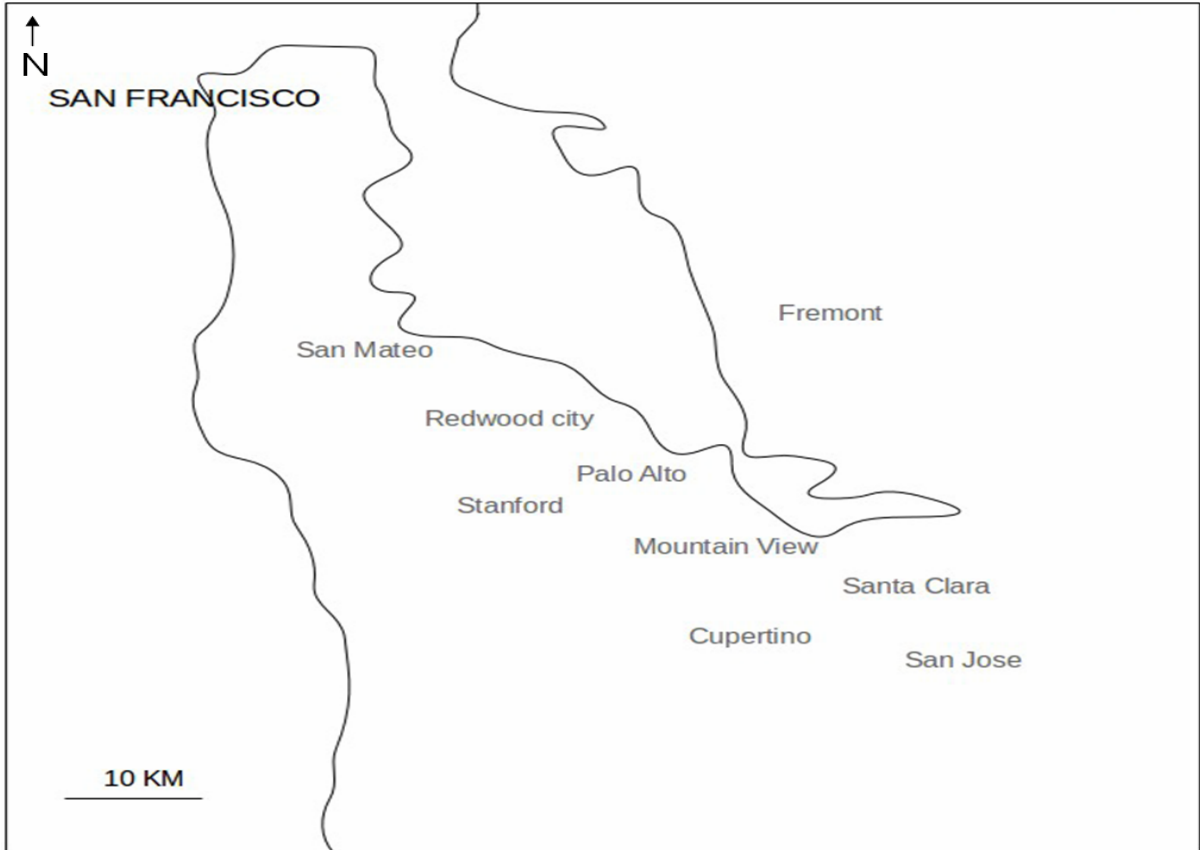 N
SAN FRANCISCO
Fremont
San Mateo
Redwood city
Palo Alto
Stanford
Mountain View
Santa Clara
Cupertino
San Jose
10 KM